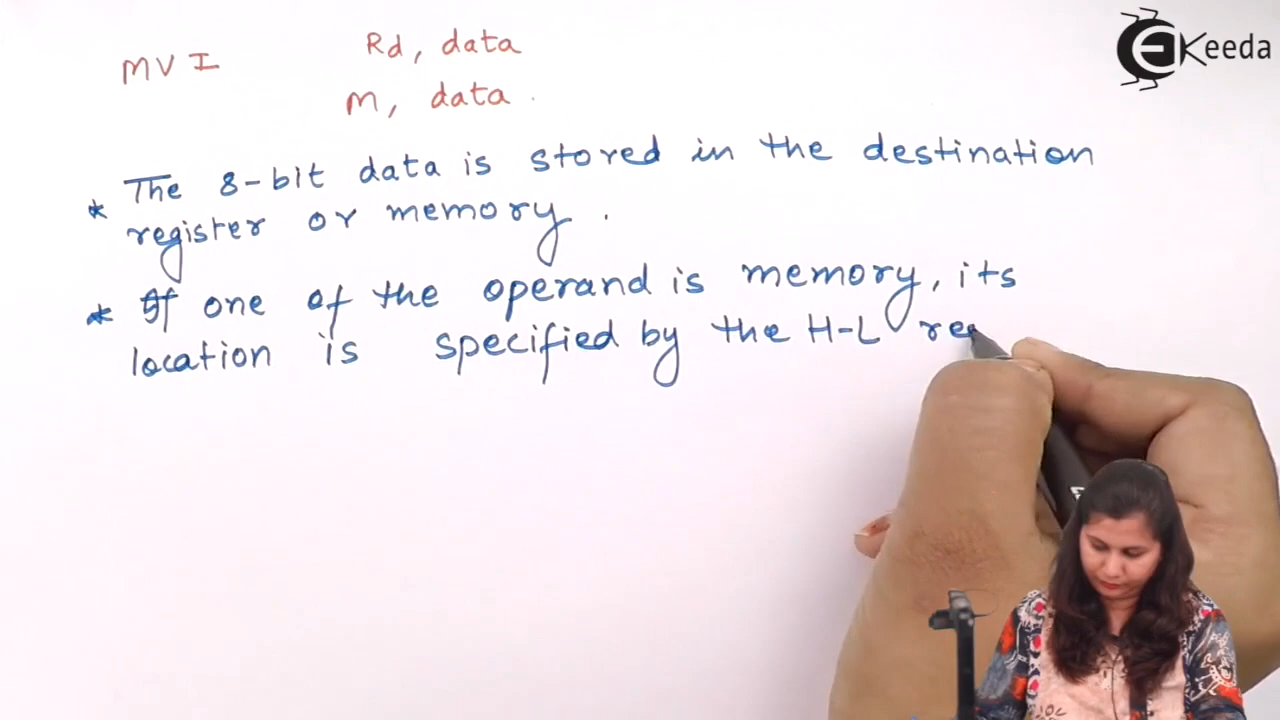 MVI Rd, data
M, data.
* The 8-bit data is stored in the destination
register or memory.
* If one of the operand is memory, its
location is specified by the H-L re
EKeeda